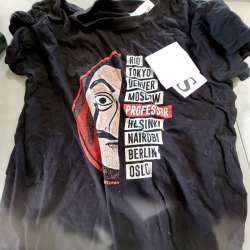 RIO
TOKYO
DENVER
MOSCOW
PROFESSOR
HELSINKI
NAIROBI
BERLIN
OSLO
S